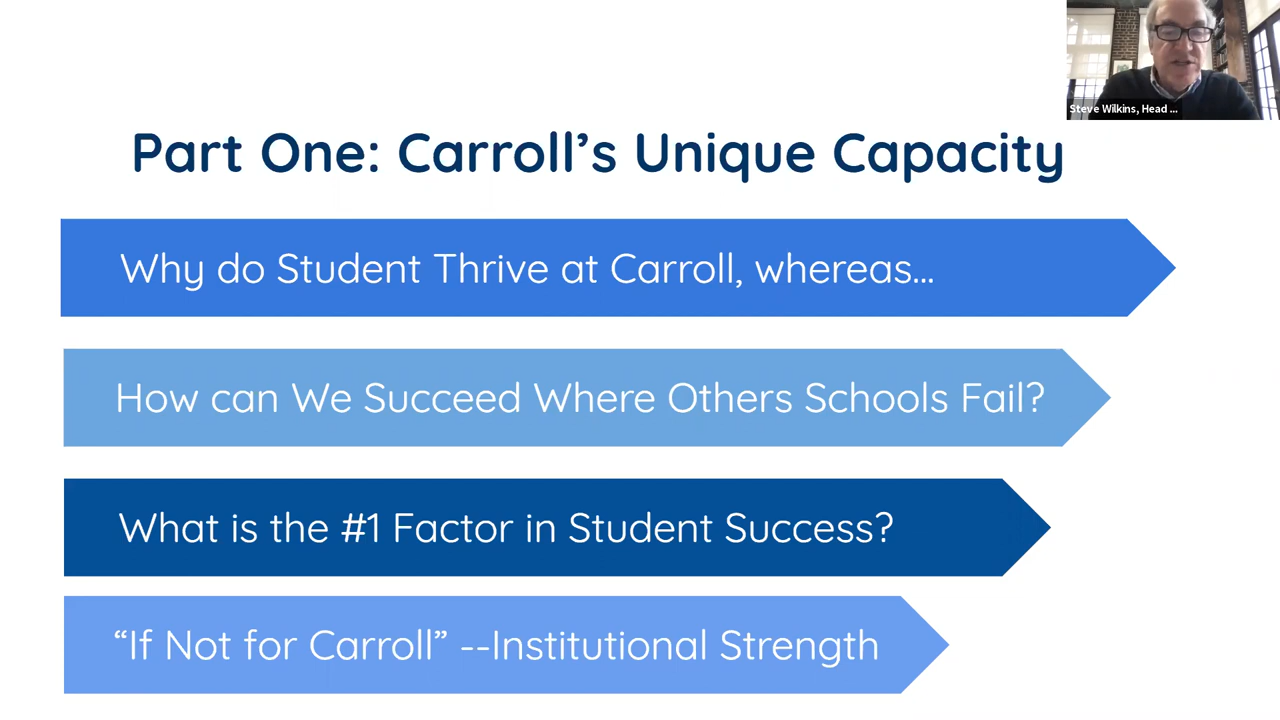 Steve Wilkins, Head ...
Part One: Carroll’s Unique Capacity
Why do Student Thrive at Carroll, whereas...
How can We Succeed Where Others Schools Fail?
What is the #1 Factor in Student Success?
“If Not for Carroll” --Institutional Strength